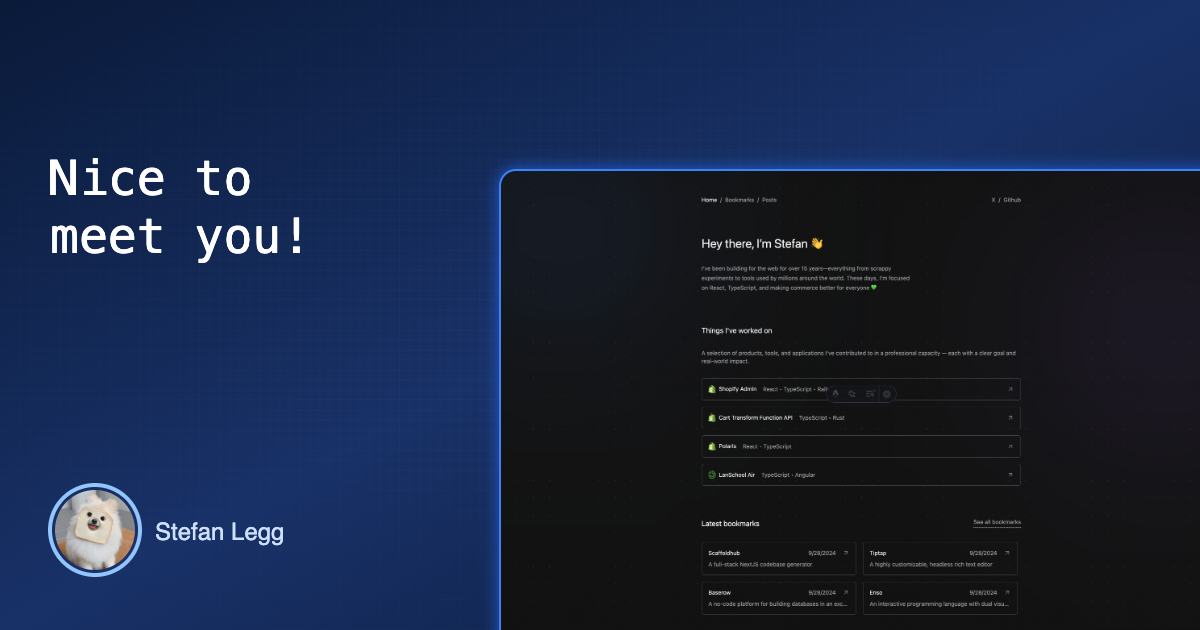 Nice to
meet you!
Stefan Legg
Home / Bookmarks / Posts
X / Github
Hey there, I'm Stefan 👋
I've been building for the web for over 15 years—everything from scrappy
experiments to tools used by millions around the world. These days, I'm focused
on React, TypeScript, and making commerce better for everyone 💚
Things I've worked on
A selection of products, tools, and applications I've contributed to in a professional capacity — each with a clear goal and
real-world impact.
Shopify Admin React • TypeScript •
Cart Transform Function API TypeScript • Rust
Polaris React • TypeScript
LanSchool Air TypeScript • Angular
Latest bookmarks
See all bookmarks
Scaffoldhub 9/28/2024
A full-stack NextJS codebase generator
Tiptap 9/28/2024
A highly customizable, headless rich text editor
Baserow 9/28/2024
A no-code platform for building databases in an exc...
Enso 9/28/2024
An interactive programming language with dual visu...